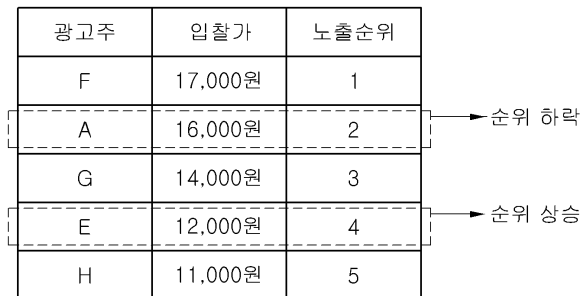 광고주 입찰가 노출순위
F 17,000원 1
A 16,000원 2 순위 하락
G 14,000원 3
E 12,000원 4 순위 상승
H 11,000원 5